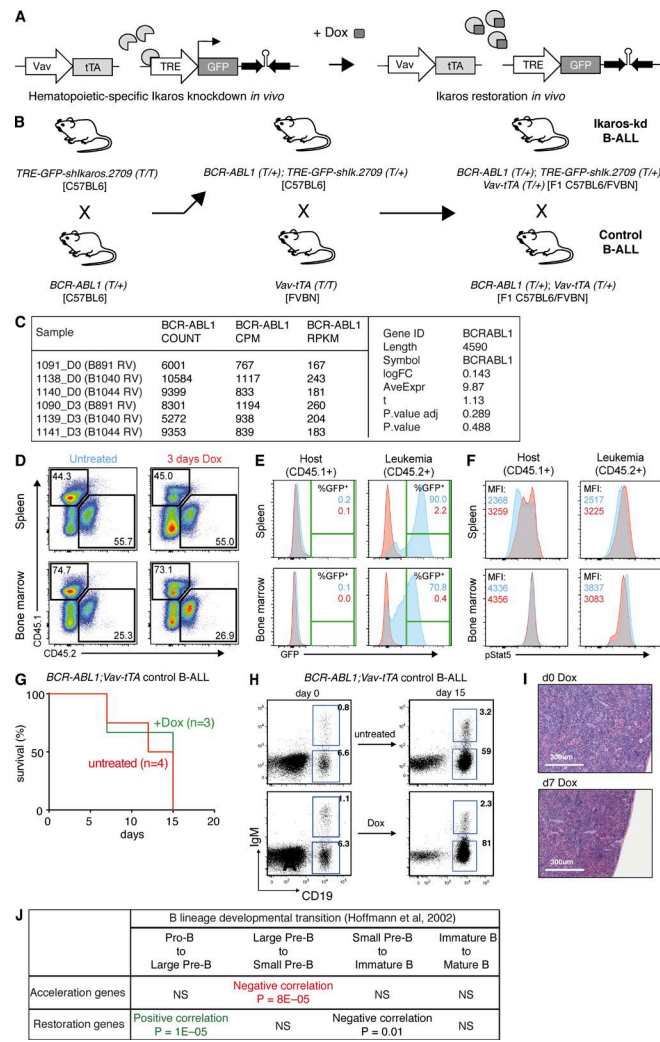 A
+ Dox
Vav
tTA
TRE
GFP
Vav
tTA
TRE
GFP
Hematopoietic-specific Ikaros knockdown in vivo
Ikaros restoration in vivo
B
Ikaros-kd
B-ALL
TRE-GFP-shIkaros.2709 (T/T)
[C57BL6]
BCR-ABL1 (T/+); TRE-GFP-shIk.2709 (T/+)
[C57BL6]
BCR-ABL1 (T/+); TRE-GFP-shIk.2709 (T/+)
Vav-tTA (T/+) [F1 C57BL6/FVBN]
X
X
X
Control
B-ALL
BCR-ABL1 (T/+)
[C57BL6]
Vav-tTA (T/T)
[FVBN]
BCR-ABL1 (T/+); Vav-tTA (T/+)
[F1 C57BL6/FVBN]
C
Sample
BCR-ABL1 COUNT
BCR-ABL1 CPM
BCR-ABL1 RPKM
1091_D0 (B891 RV) 6001 767 167
1138_D0 (B1040 RV) 10584 1117 243
1140_D0 (B1044 RV) 9399 833 181
1090_D3 (B891 RV) 8301 1194 260
1139_D3 (B1040 RV) 5272 938 204
1141_D3 (B1044 RV) 9353 839 183
Gene ID BCRABL1
Length 4590
Symbol BCRABL1
logFC 0.143
AveExpr 9.87
t 1.13
P.value adj 0.289
P.value 0.488
D
Untreated
3 days Dox
Spleen
44.3
55.7
45.0
55.0
Bone marrow
74.7
25.3
73.1
26.9
CD45.1
CD45.2
E
Host
(CD45.1+)
Leukemia
(CD45.2+)
Spleen
%GFP+
0.2
0.1
%GFP+
90.0
2.2
Bone marrow
%GFP+
0.1
0.0
%GFP+
70.8
0.4
GFP
F
Host
(CD45.1+)
Leukemia
(CD45.2+)
Spleen
MFI:
2368
3259
MFI:
2517
3225
Bone marrow
MFI:
4336
4356
MFI:
3837
3083
pStat5
G
BCR-ABL1;Vav-tTA control B-ALL
survival (%)
100
50
0
+Dox (n=3)
untreated (n=4)
0 5 10 15 20
days
H
BCR-ABL1;Vav-tTA control B-ALL
day 0
day 15
untreated
0.8
6.6
3.2
59
Dox
1.1
6.3
2.3
81
IgM
CD19
I
d0 Dox
300um
d7 Dox
300um
J
B lineage developmental transition (Hoffmann et al, 2002)
Pro-B
to
Large Pre-B
Large Pre-B
to
Small Pre-B
Small Pre-B
to
Immature B
Immature B
to
Mature B
Acceleration genes
NS
Negative correlation
P = 8E–05
NS
NS
Restoration genes
Positive correlation
P = 1E–05
NS
Negative correlation
P = 0.01
NS